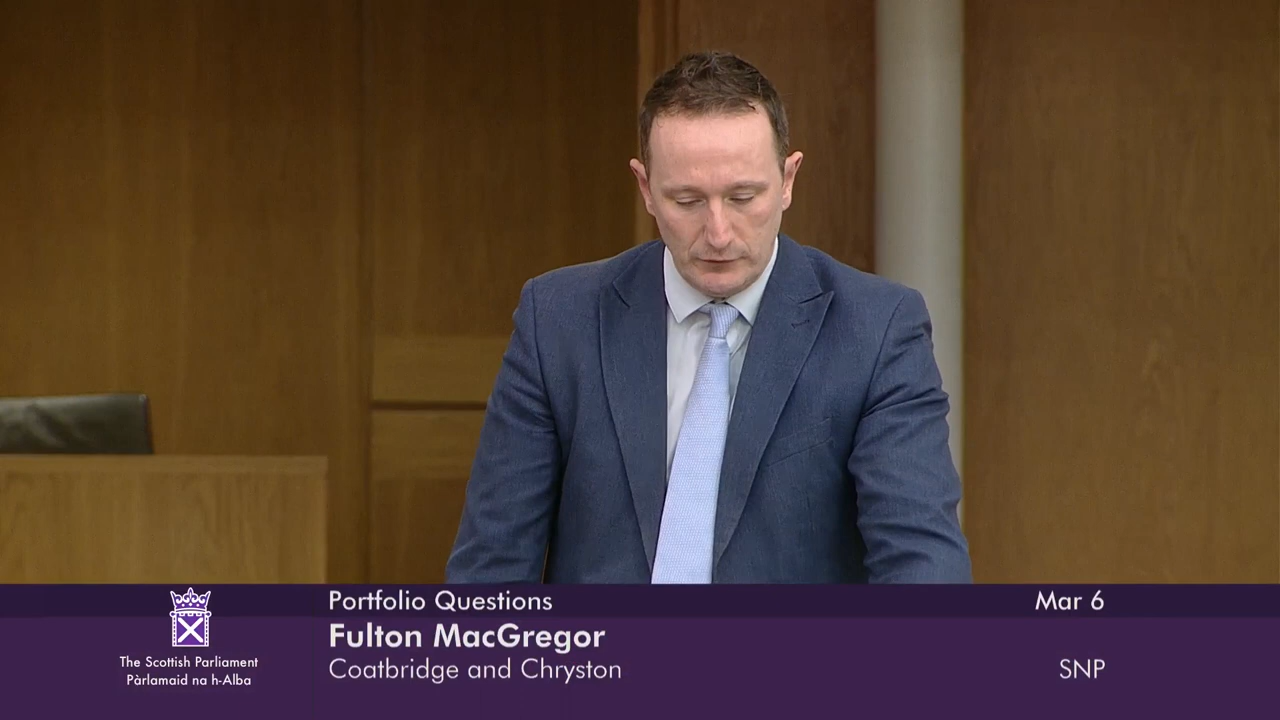 Portfolio Questions
Mar 6
Fulton MacGregor
Coatbridge and Chryston
SNP
The Scottish Parliament
Pàrlamaid na h-Alba